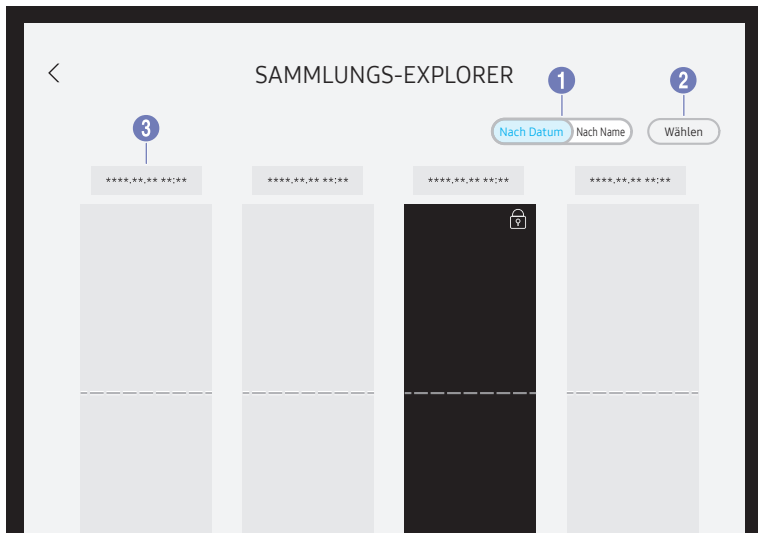 SAMMLUNGS-EXPLORER
1
2
Nach Datum Nach Name Wählen
3
****.**.** **:** ****.**.** **:** ****.**.** **:** ****.**.** **:**